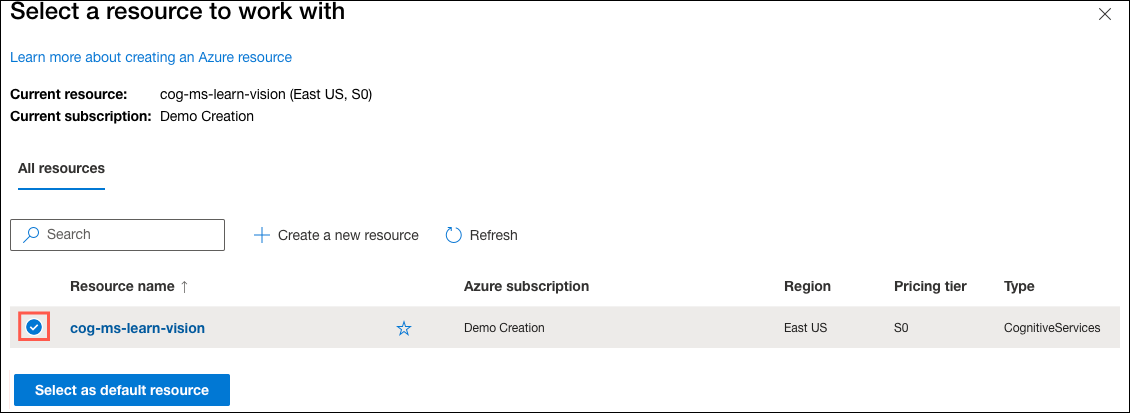 Select a resource to work with
Learn more about creating an Azure resource
Current resource: cog-ms-learn-vision (East US, S0)
Current subscription: Demo Creation
All resources
Search Create a new resource Refresh
Resource name ↑ Azure subscription Region Pricing tier Type
cog-ms-learn-vision Demo Creation East US S0 CognitiveServices
Select as default resource